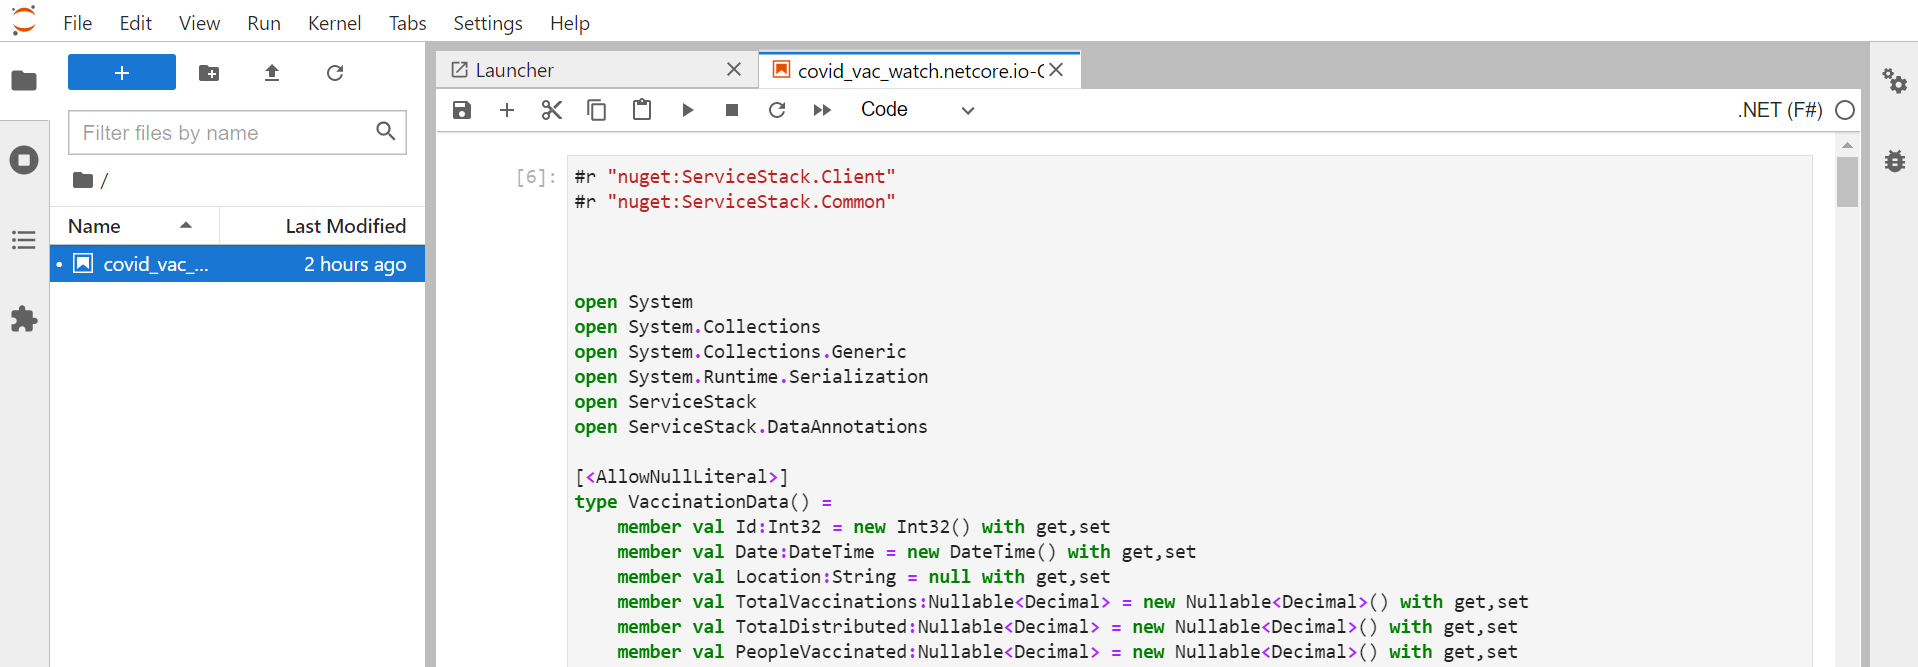 File Edit View Run Kernel Tabs Settings Help
Launcher
covid_vac_watch.netcore.io-C
Filter files by name
/
Name Last Modified
covid_vac_... 2 hours ago
Code
.NET (F#)
[6]:
#r "nuget:ServiceStack.Client"
#r "nuget:ServiceStack.Common"
open System
open System.Collections
open System.Collections.Generic
open System.Runtime.Serialization
open ServiceStack
open ServiceStack.DataAnnotations
[<AllowNullLiteral>]
type VaccinationData() =
    member val Id:Int32 = new Int32() with get,set
    member val Date:DateTime = new DateTime() with get,set
    member val Location:String = null with get,set
    member val TotalVaccinations:Nullable<Decimal> = new Nullable<Decimal>() with get,set
    member val TotalDistributed:Nullable<Decimal> = new Nullable<Decimal>() with get,set
    member val PeopleVaccinated:Nullable<Decimal> = new Nullable<Decimal>() with get,set